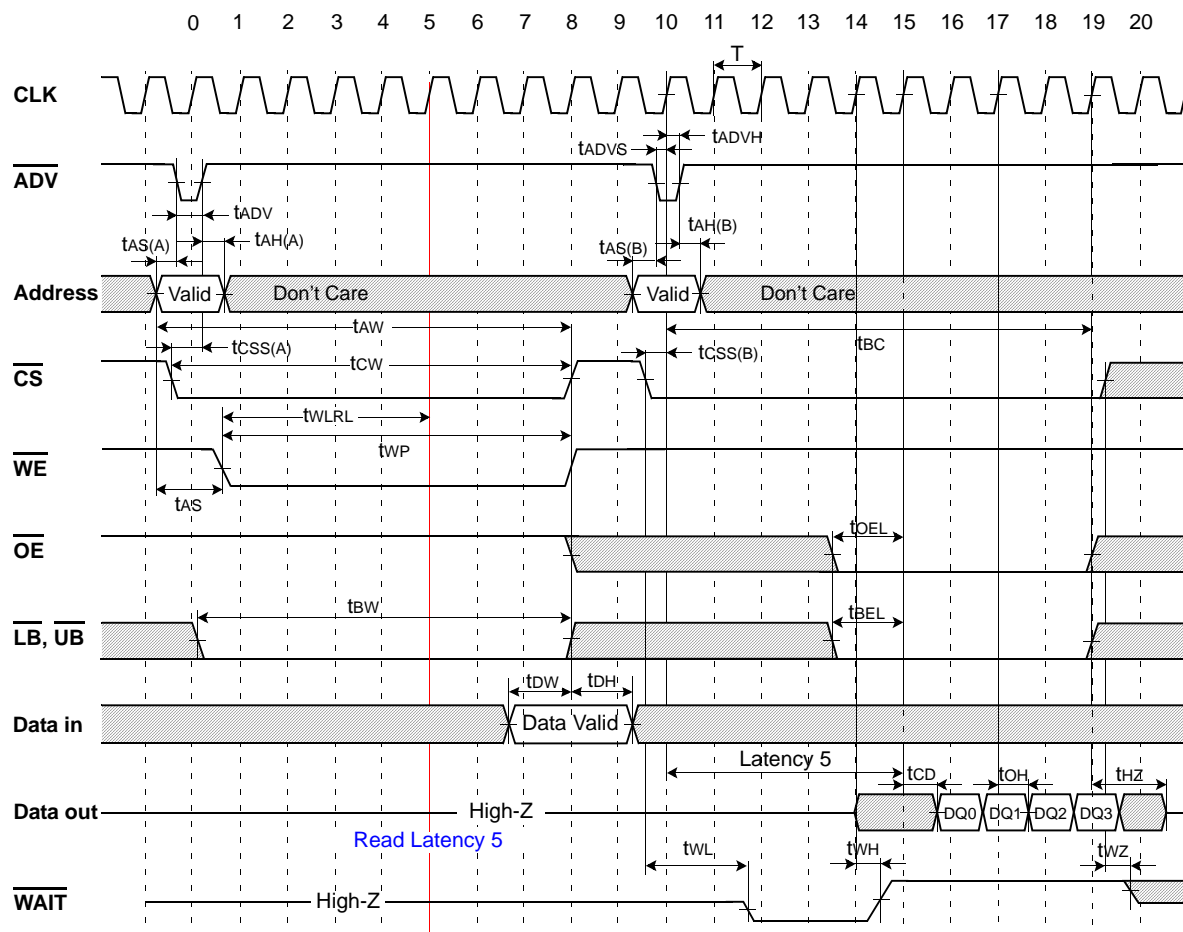 0 1 2 3 4 5 6 7 8 9 10 11 12 13 14 15 16 17 18 19 20
T
CLK
tADVH
tADVS
ADV
tADV
tAH(B)
tAH(A)
tAS(A)
tAS(B)
Address Valid Don't Care Valid Don't Care
tAW
tCSS(A) tCSS(B)
tBC
tCW
CS
tWLRL
tWP
WE
tAS
tOEL
OE
tBW tBEL
LB, UB
tDW tDH
Data in Data Valid
Latency 5
tCD tOH tHZ
Data out High-Z DQ0 DQ1 DQ2 DQ3
Read Latency 5
tWL tWH tWZ
WAIT High-Z